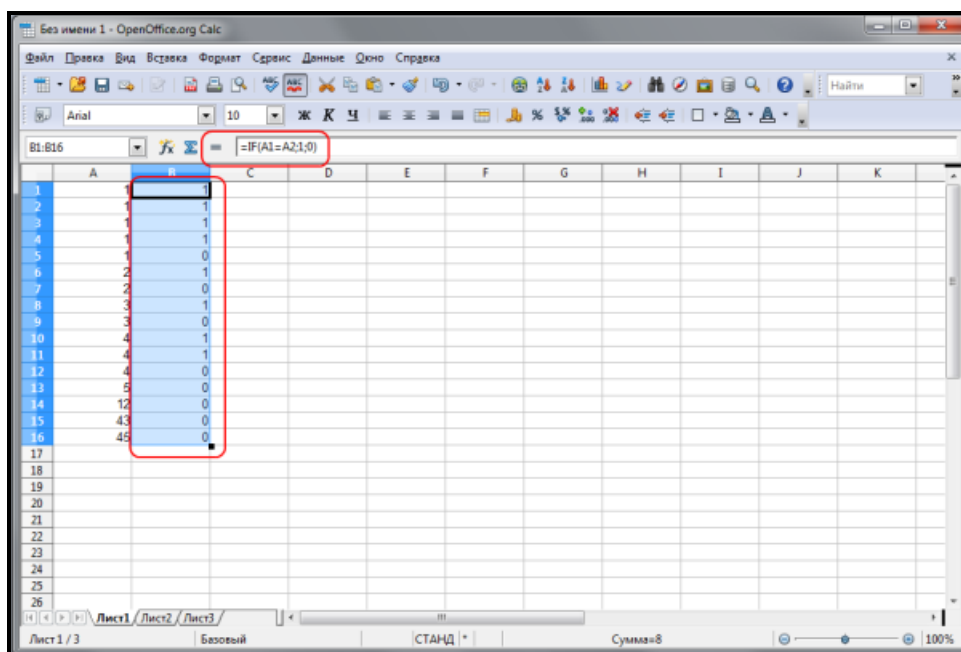 Без имени 1 - OpenOffice.org Calc
Файл Правка Вид Вставка Формат Сервис Данные Окно Справка
ABC ABC Найти
Arial 10 Ж К Ч
B1:B16 fx Σ = =IF(A1=A2;1;0)
A B C D E F G H I J K
1 1 1
2 1 1
3 1 1
4 1 1
5 1 0
6 2 1
7 2 0
8 3 1
9 3 0
10 4 1
11 4 1
12 4 0
13 5 0
14 12 0
15 43 0
16 45 0
17
18
19
20
21
22
23
24
25
26
Лист1 Лист2 Лист3
Лист 1 / 3 Базовый СТАНД * Сумма=8 100%